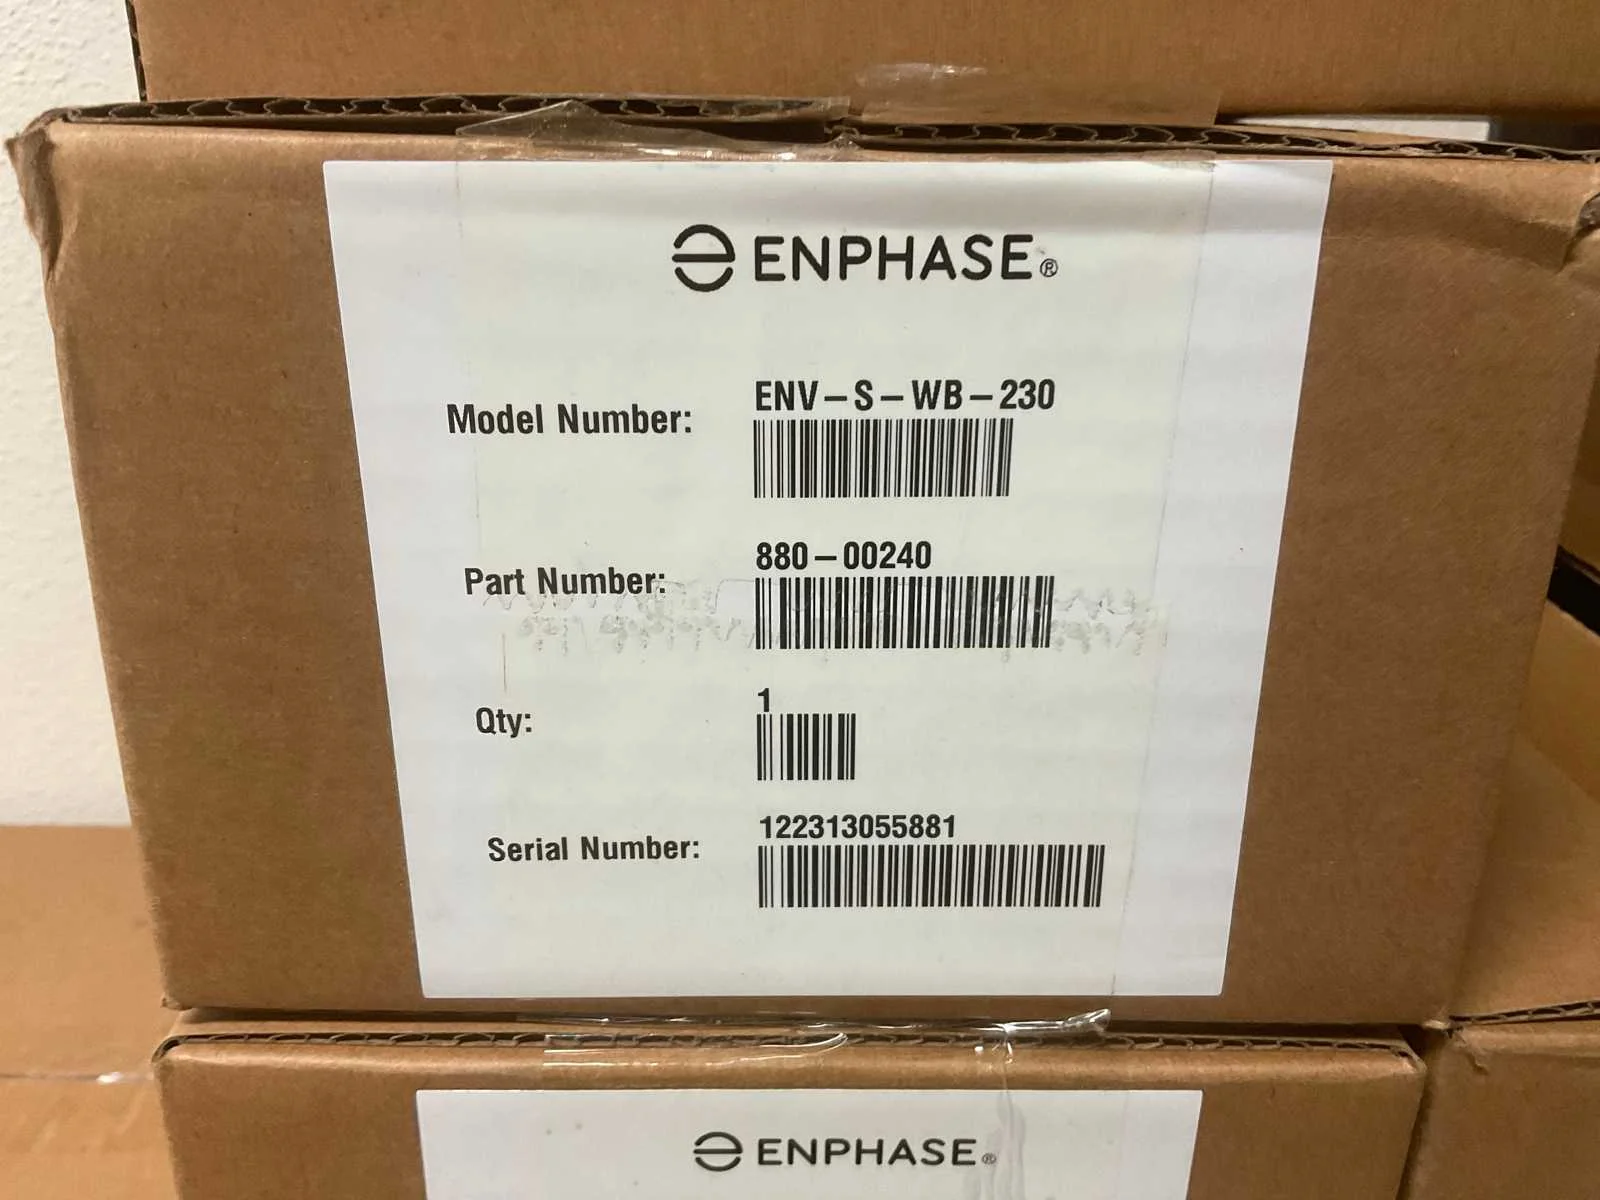 ENPHASE®
Model Number: ENV-S-WB-230
Part Number: 880-00240
Qty: 1
Serial Number: 122313055881
ENPHASE®